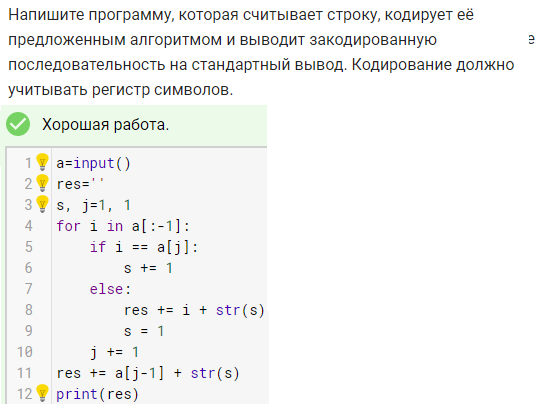 Напишите программу, которая считывает строку, кодирует её
предложенным алгоритмом и выводит закодированную е
последовательность на стандартный вывод. Кодирование должно
учитывать регистр символов.
Хорошая работа.
1 a=input()
2 res=''
3 s, j=1, 1
4 for i in a[:-1]:
5     if i == a[j]:
6         s += 1
7     else:
8         res += i + str(s)
9         s = 1
10     j += 1
11 res += a[j-1] + str(s)
12 print(res)